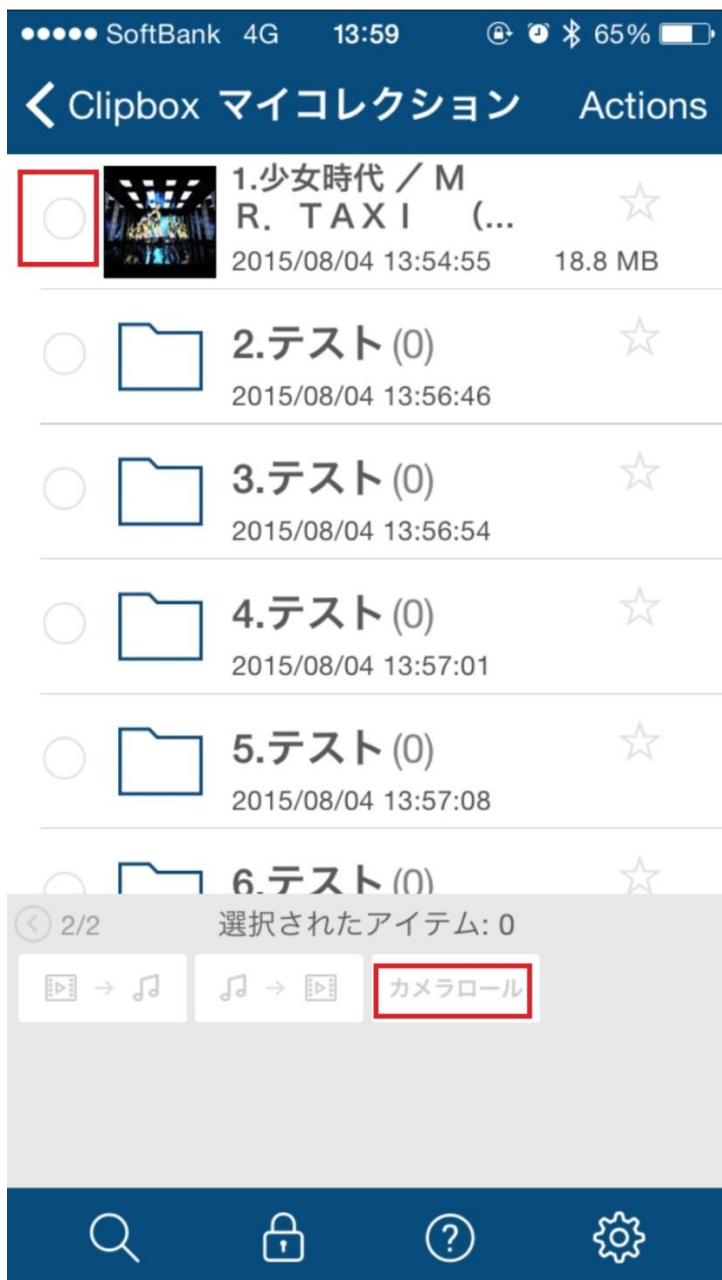 SoftBank 4G 13:59 65%
Clipbox マイコレクション Actions
1.少女時代 ／ M
R. TAXI (...
2015/08/04 13:54:55 18.8 MB
2.テスト (0)
2015/08/04 13:56:46
3.テスト (0)
2015/08/04 13:56:54
4.テスト (0)
2015/08/04 13:57:01
5.テスト (0)
2015/08/04 13:57:08
6.テスト (0)
2/2 選択されたアイテム: 0
カメラロール